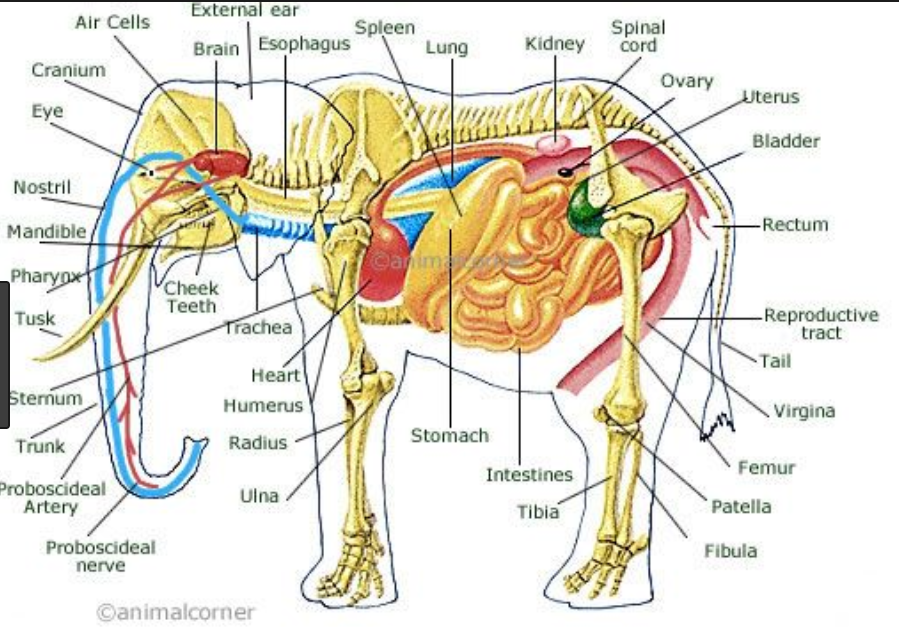 External ear
Air Cells
Spleen
Spinal
cord
Brain
Esophagus
Lung
Kidney
Cranium
Ovary
Eye
Uterus
Bladder
Nostril
Mandible
Rectum
©animalcorner
Pharynx
Cheek
Teeth
Tusk
Trachea
Reproductive
tract
Tail
Heart
Sternum
Humerus
Virgina
Stomach
Trunk
Radius
Femur
Intestines
Proboscideal
Artery
Ulna
Tibia
Patella
Proboscideal
nerve
Fibula
©animalcorner